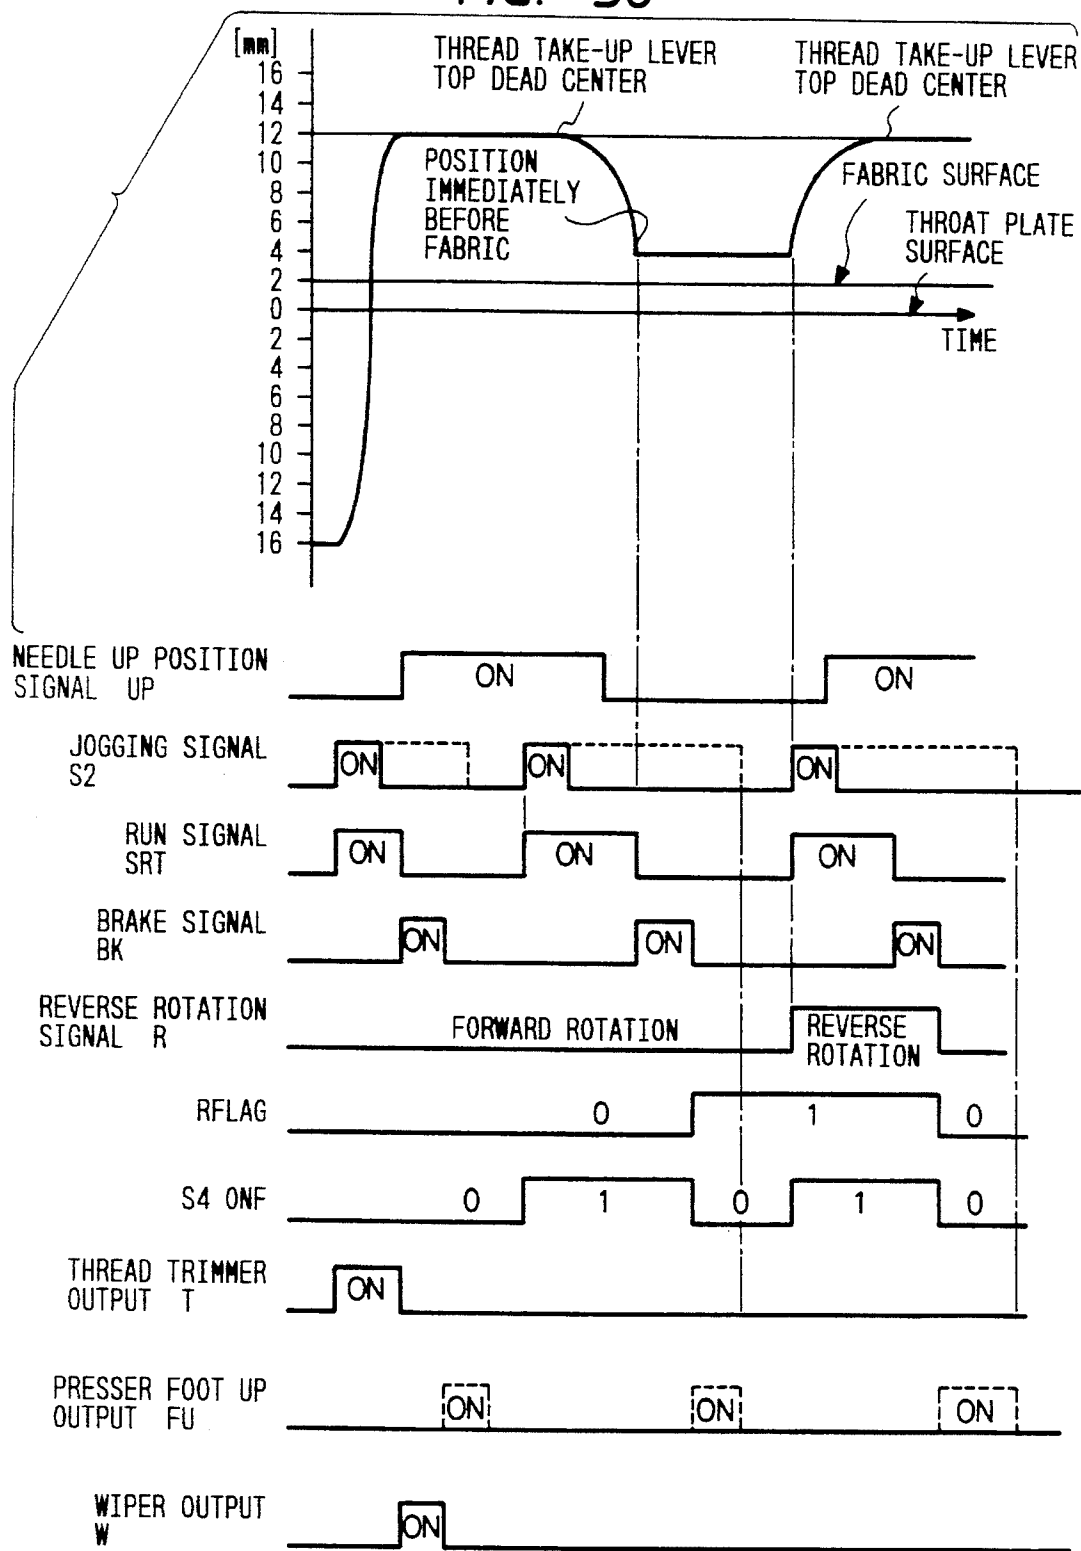 [mm]
THREAD TAKE-UP LEVER
TOP DEAD CENTER
THREAD TAKE-UP LEVER
TOP DEAD CENTER
16
14
12
10
8
6
4
2
0
2
4
6
8
10
12
14
16
POSITION
IMMEDIATELY
BEFORE
FABRIC
FABRIC SURFACE
THROAT PLATE
SURFACE
TIME
NEEDLE UP POSITION
SIGNAL UP
ON
ON
JOGGING SIGNAL
S2
ON
ON
ON
RUN SIGNAL
SRT
ON
ON
ON
BRAKE SIGNAL
BK
ON
ON
ON
REVERSE ROTATION
SIGNAL R
FORWARD ROTATION
REVERSE
ROTATION
RFLAG
0
1
0
S4 ONF
0
1
0
1
0
THREAD TRIMMER
OUTPUT T
ON
PRESSER FOOT UP
OUTPUT FU
ON
ON
ON
WIPER OUTPUT
W
ON